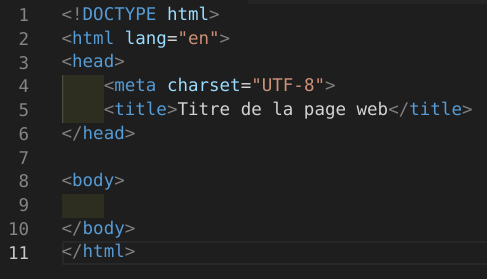 1 <!DOCTYPE html>
2 <html lang="en">
3 <head>
4     <meta charset="UTF-8">
5     <title>Titre de la page web</title>
6 </head>
7
8 <body>
9
10 </body>
11 </html>